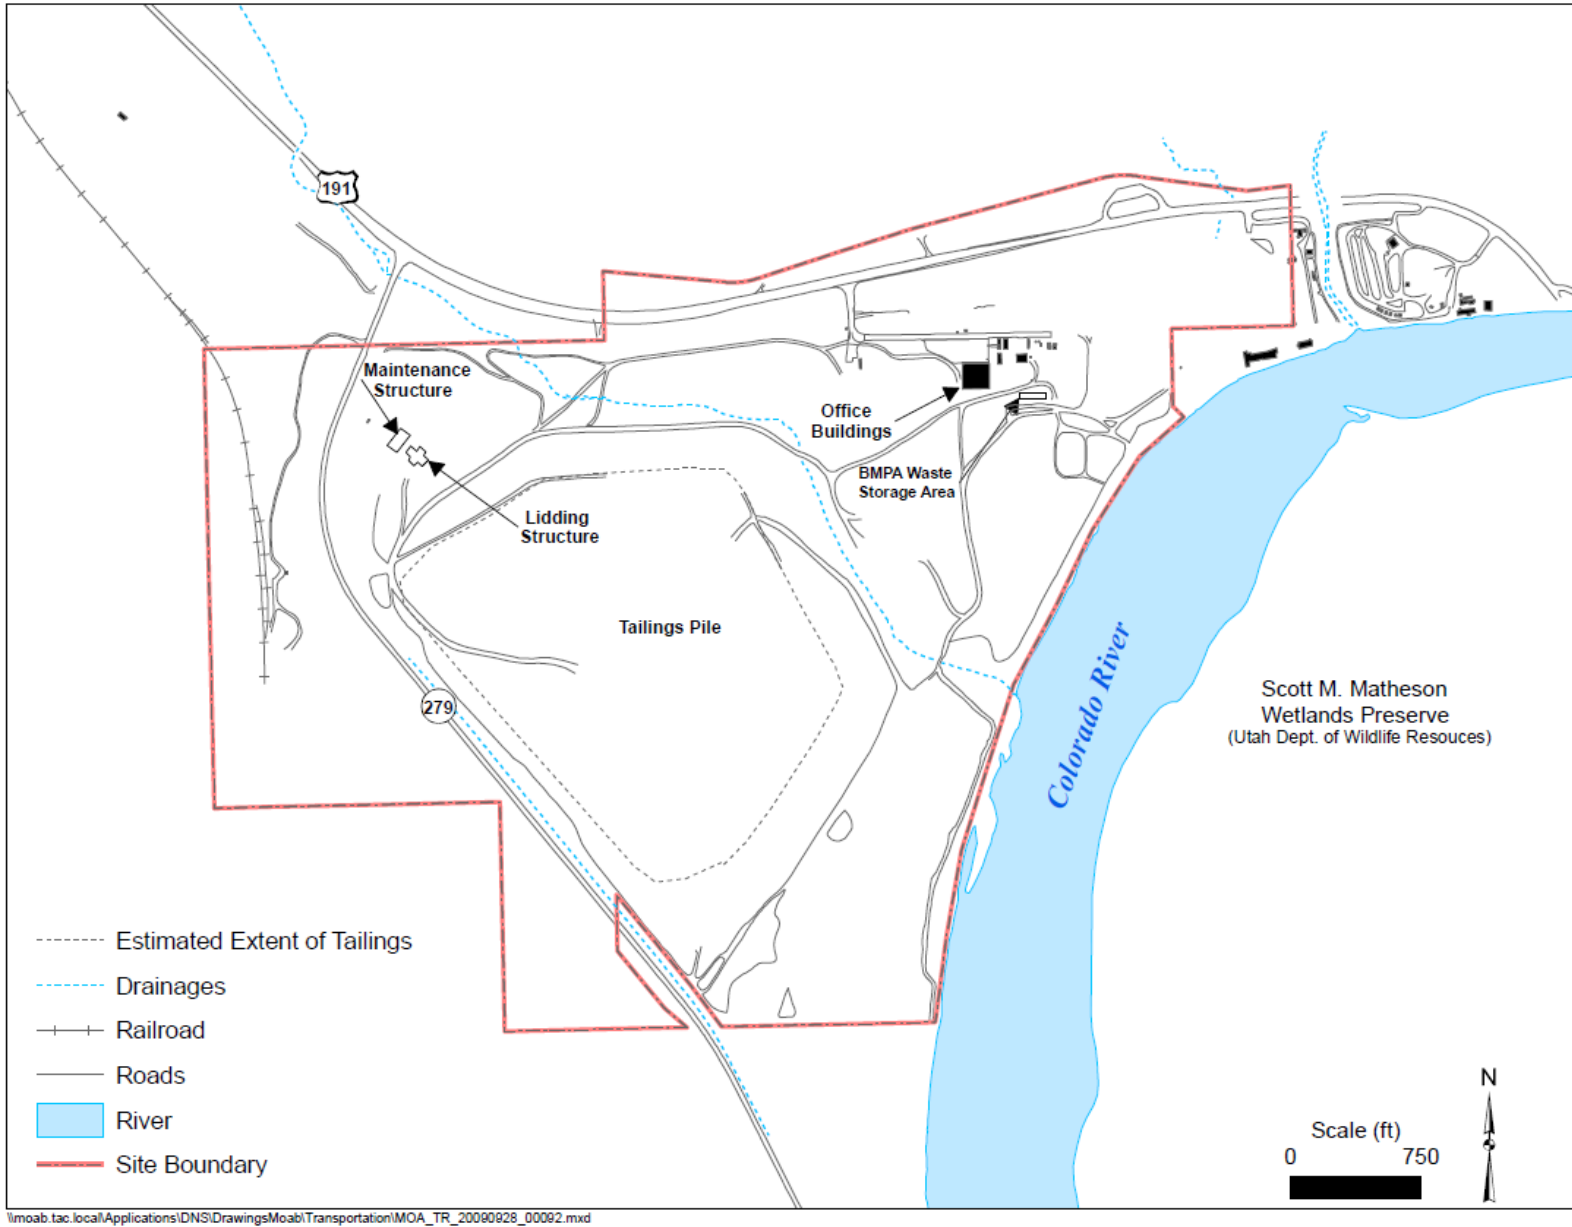 191
Maintenance
Structure
Office
Buildings
BMPA Waste
Storage Area
Lidding
Structure
Tailings Pile
279
Colorado River
Scott M. Matheson
Wetlands Preserve
(Utah Dept. of Wildlife Resouces)
Estimated Extent of Tailings
Drainages
Railroad
Roads
River
Site Boundary
N
Scale (ft)
0 750
\\moab.tac.local\Applications\DNS\DrawingsMoab\Transportation\MOA_TR_20090928_00092.mxd